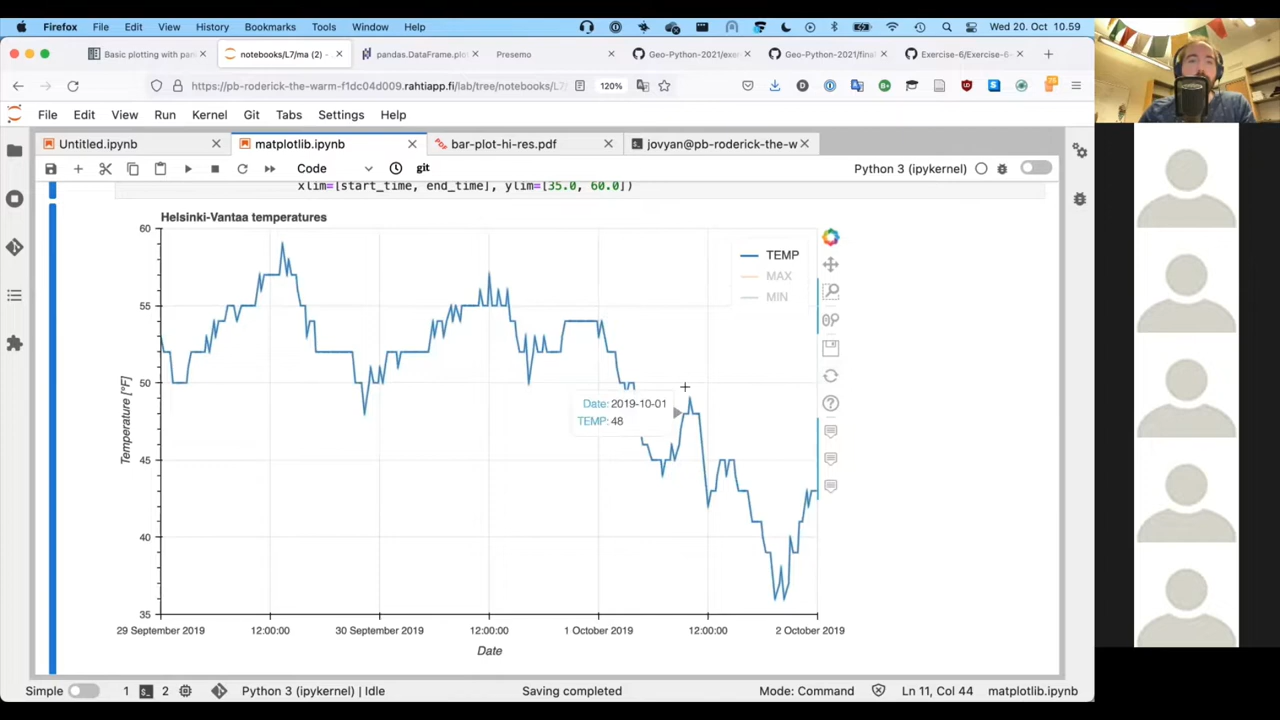 Firefox File Edit View History Bookmarks Tools Window Help Wed 20. Oct 10.59
Basic plotting with pan notebooks/L7/ma (2) - pandas.DataFrame.plo Presemo Geo-Python-2021/exer Geo-Python-2021/final Exercise-6/Exercise-6-
https://pb-roderick-the-warm-f1dc04d009.rahtiapp.fi/lab/tree/notebooks/L7 120%
File Edit View Run Kernel Git Tabs Settings Help
Untitled.ipynb matplotlib.ipynb bar-plot-hi-res.pdf jovyan@pb-roderick-the-w
Code git Python 3 (ipykernel)
xlim=[start_time, end_time], ylim=[35.0, 60.0])
Helsinki-Vantaa temperatures
60
TEMP
MAX
MIN
55
50
Date: 2019-10-01
TEMP: 48
Temperature [°F]
45
40
35
29 September 2019 12:00:00 30 September 2019 12:00:00 1 October 2019 12:00:00 2 October 2019
Date
Simple 1 2 Python 3 (ipykernel) | Idle Saving completed Mode: Command Ln 11, Col 44 matplotlib.ipynb